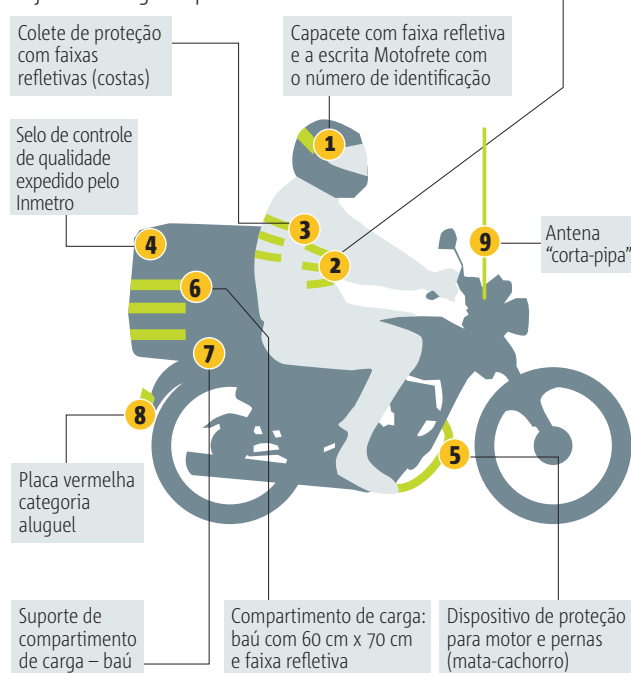 Colete de proteção
com faixas
refletivas (costas)
Capacete com faixa refletiva
e a escrita Motofrete com
o número de identificação
Selo de controle
de qualidade
expedido pelo
Inmetro
1
3
4
2
9
Antena
“corta-pipa”
6
7
8
5
Placa vermelha
categoria
aluguel
Suporte de
compartimento
de carga – baú
Compartimento de carga:
baú com 60 cm x 70 cm
e faixa refletiva
Dispositivo de proteção
para motor e pernas
(mata-cachorro)